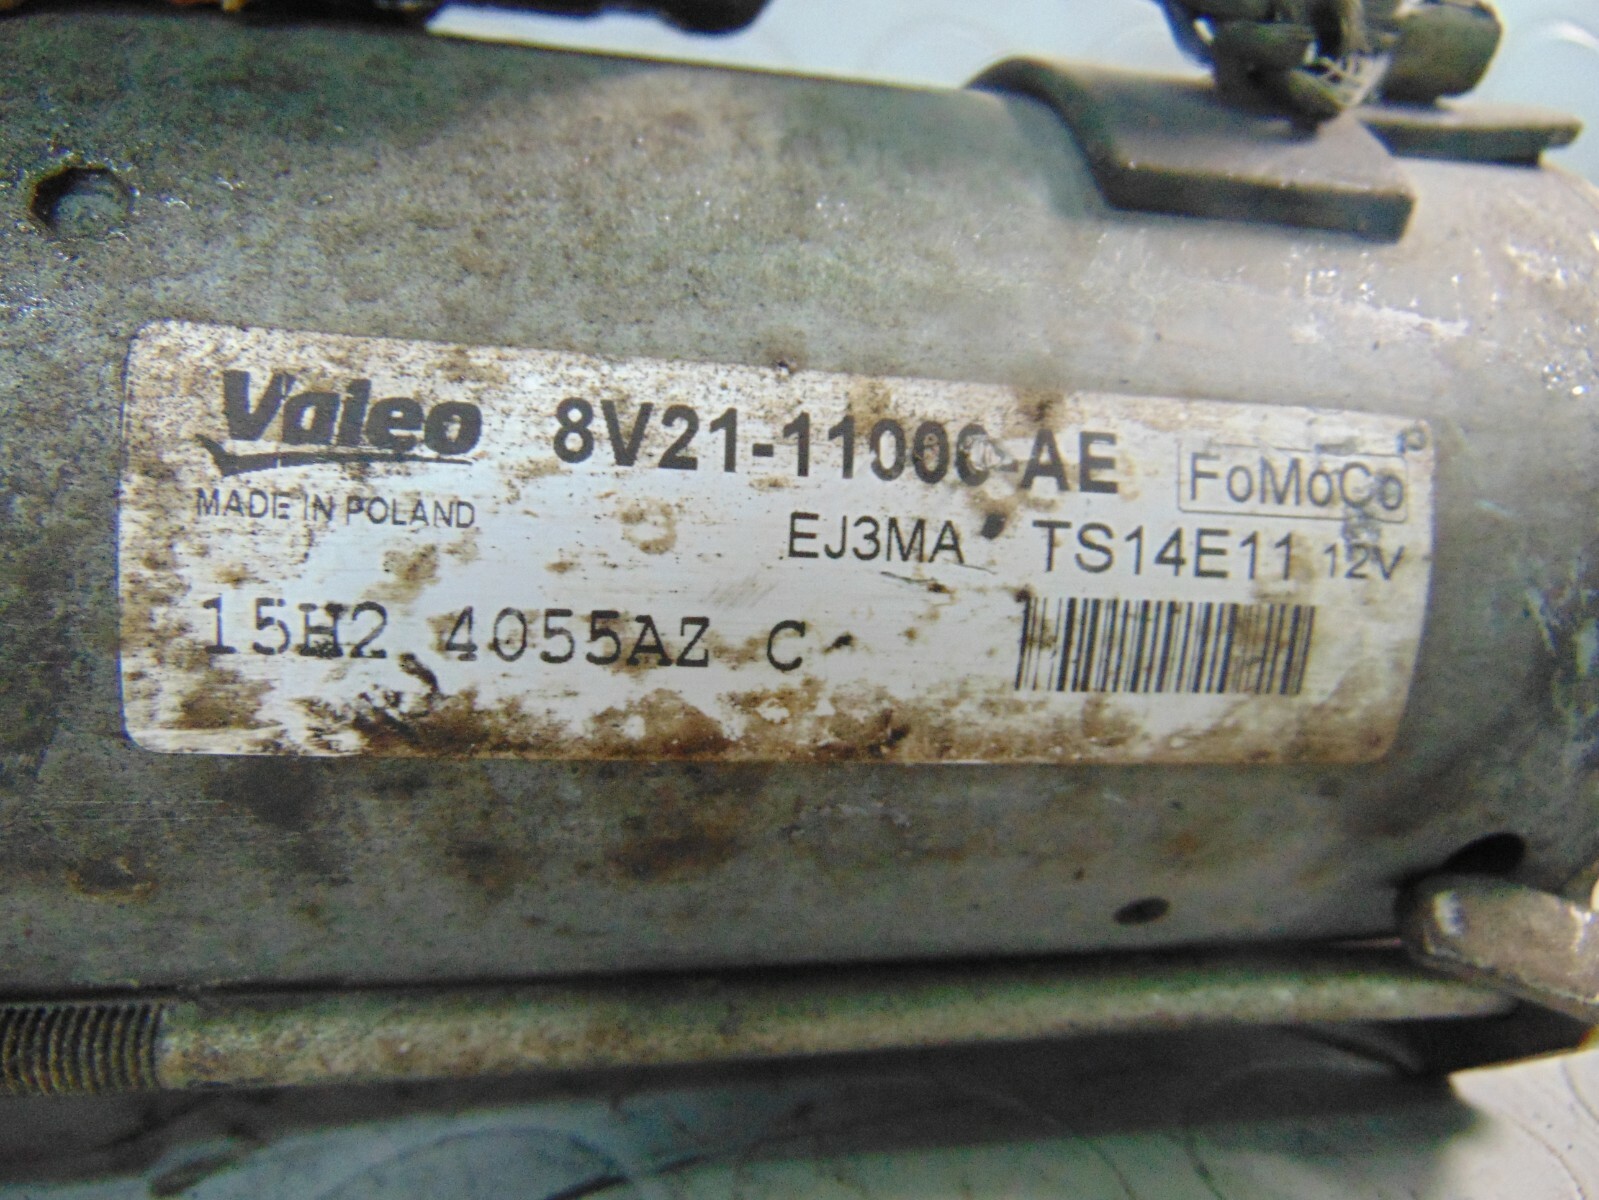 Valeo 8V21-11000-AE FoMoCo
MADE IN POLAND EJ3MA TS14E11 12V
15H2 4055AZ C